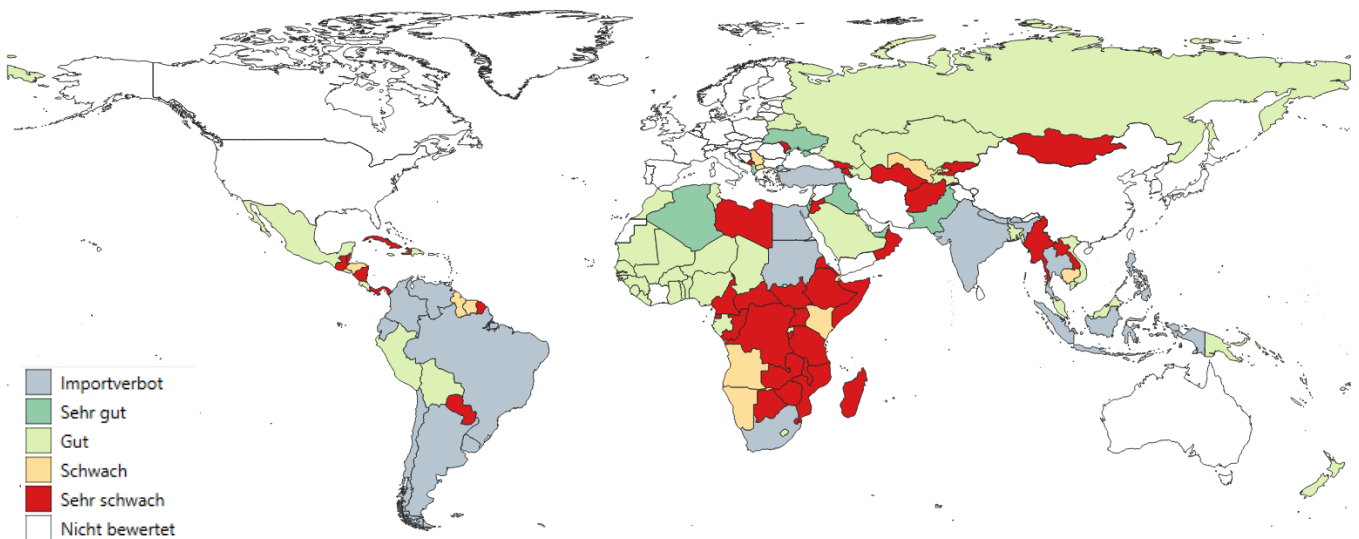 Importverbot
Sehr gut
Gut
Schwach
Sehr schwach
Nicht bewertet